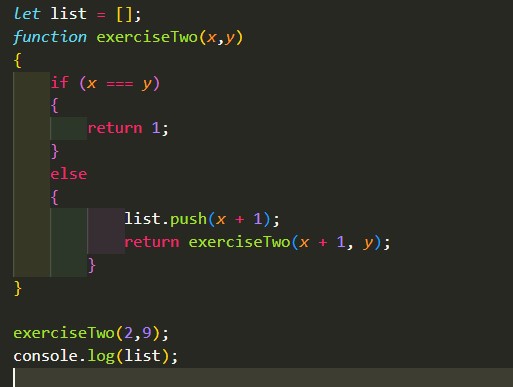 let list = [];
function exerciseTwo(x,y)
{
    if (x === y)
    {
        return 1;
    }
    else
    {
            list.push(x + 1);
            return exerciseTwo(x + 1, y);
        }
}

exerciseTwo(2,9);
console.log(list);